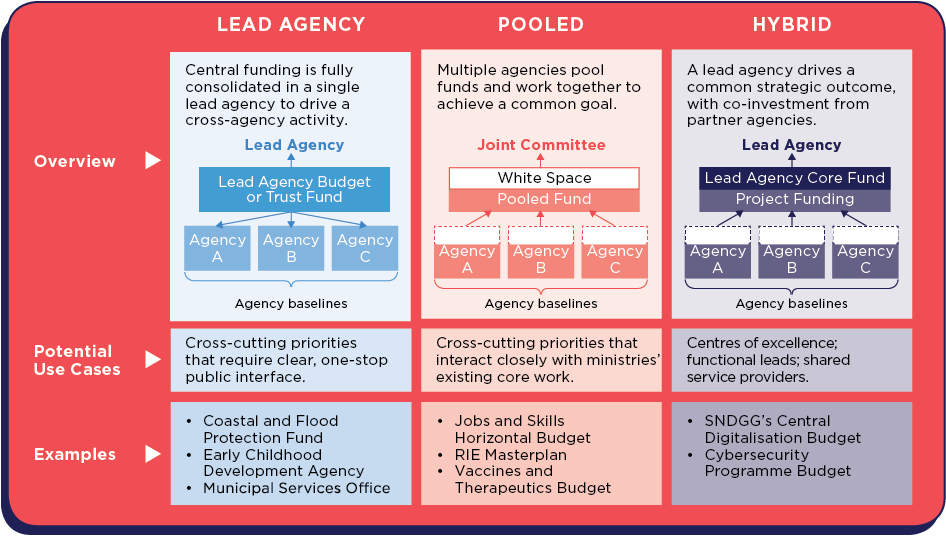 LEAD AGENCY
POOLED
HYBRID
Overview
Central funding is fully
consolidated in a single
lead agency to drive a
cross-agency activity.
Lead Agency
Lead Agency Budget
or Trust Fund
Agency
A
Agency
B
Agency
C
Agency baselines
Multiple agencies pool
funds and work together to
achieve a common goal.
Joint Committee
White Space
Pooled Fund
Agency
A
Agency
B
Agency
C
Agency baselines
A lead agency drives a
common strategic outcome,
with co-investment from
partner agencies.
Lead Agency
Lead Agency Core Fund
Project Funding
Agency
A
Agency
B
Agency
C
Agency baselines
Potential
Use Cases
Cross-cutting priorities
that require clear, one-stop
public interface.
Cross-cutting priorities that
interact closely with ministries’
existing core work.
Centres of excellence;
functional leads; shared
service providers.
Examples
• Coastal and Flood
Protection Fund
• Early Childhood
Development Agency
• Municipal Services Office
• Jobs and Skills
Horizontal Budget
• RIE Masterplan
• Vaccines and
Therapeutics Budget
• SNDGG’s Central
Digitalisation Budget
• Cybersecurity
Programme Budget